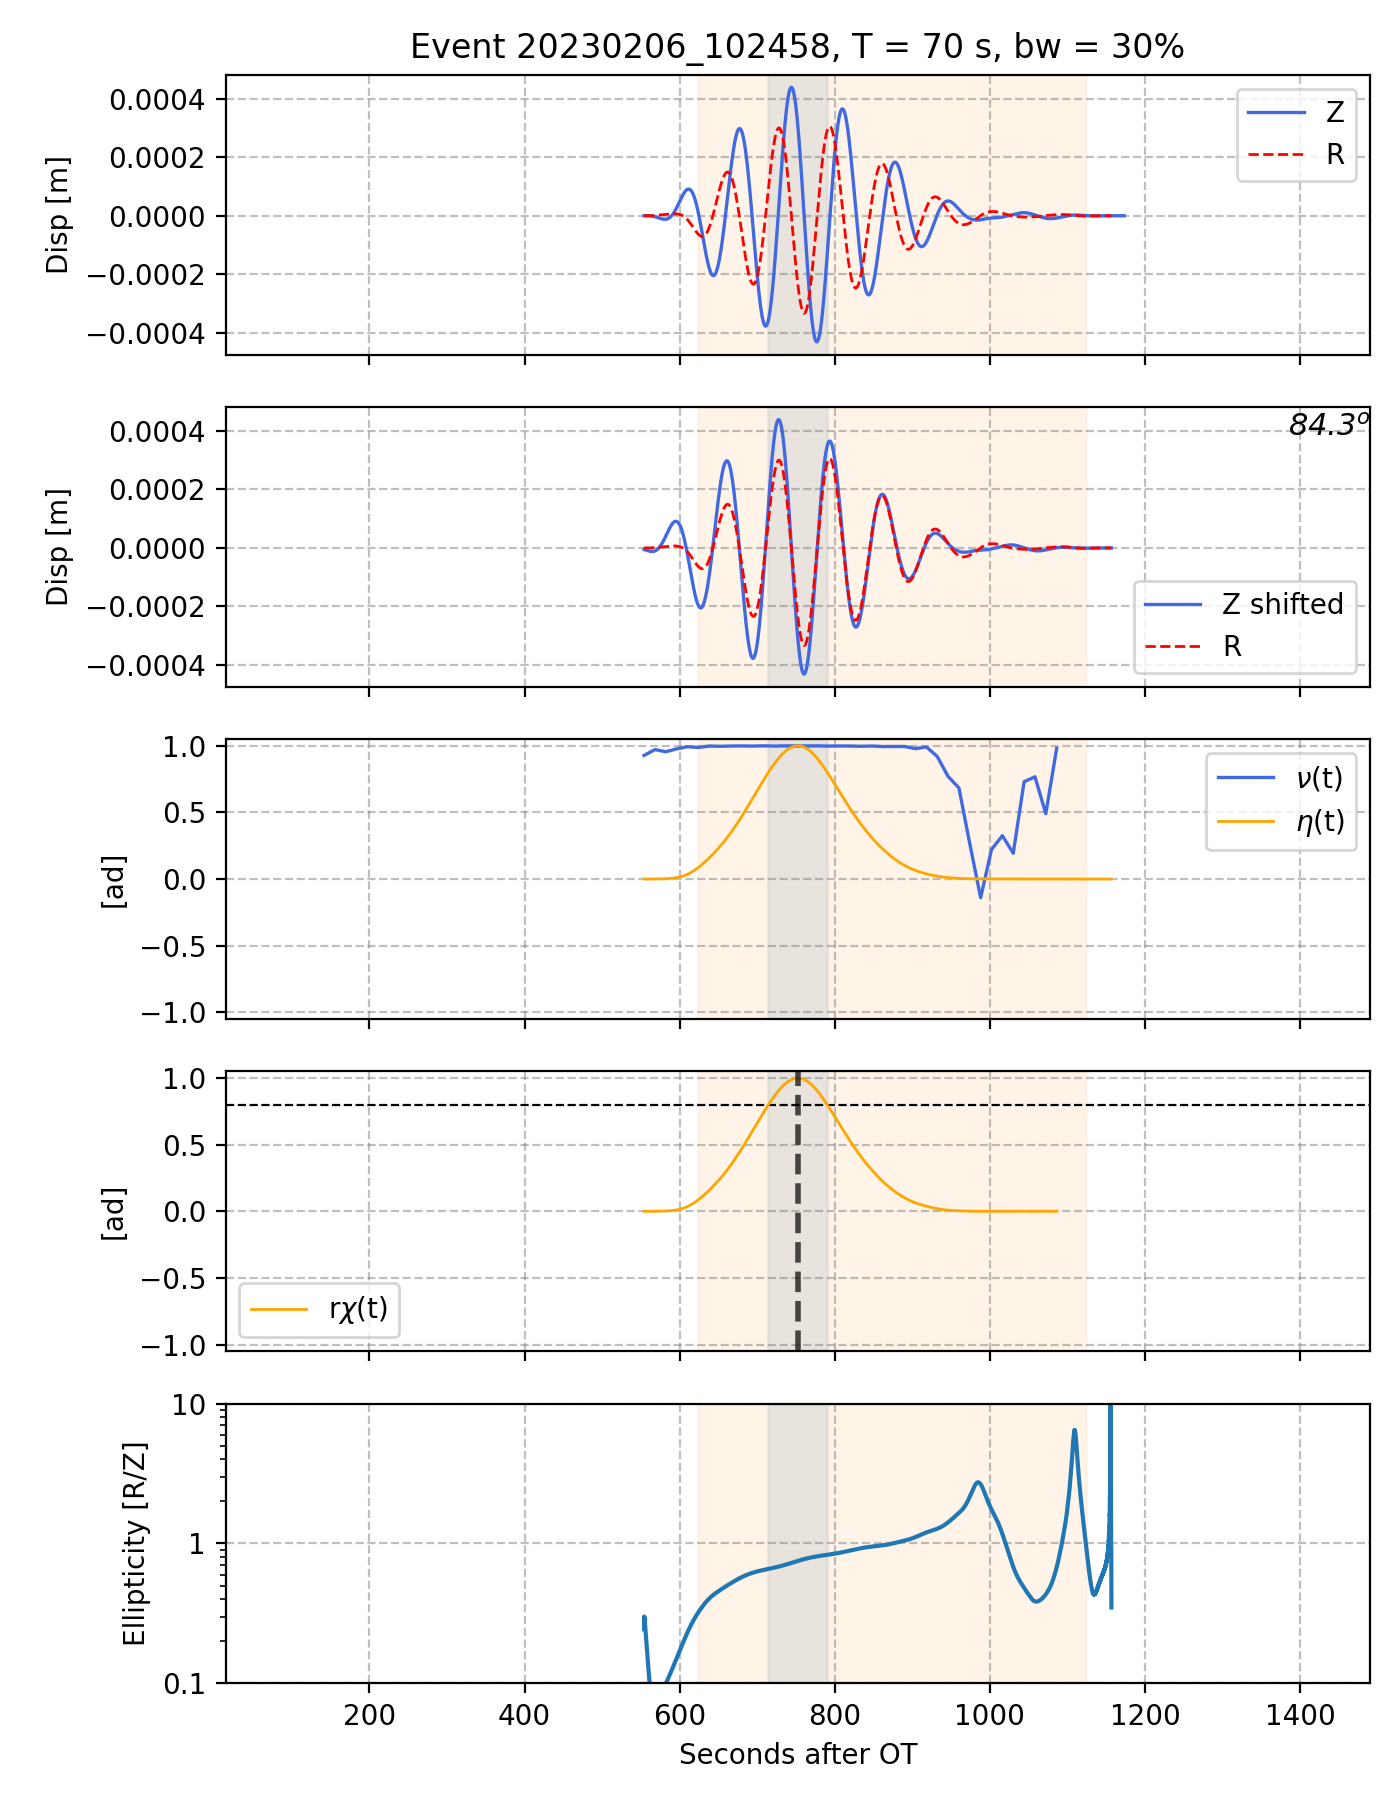 Event 20230206_102458, T = 70 s, bw = 30%
0.0004
0.0002
0.0000
−0.0002
−0.0004
Disp [m]
Z
R
0.0004
0.0002
0.0000
−0.0002
−0.0004
Disp [m]
84.3º
Z shifted
R
1.0
0.5
0.0
−0.5
−1.0
[ad]
ν(t)
η(t)
1.0
0.5
0.0
−0.5
−1.0
[ad]
rχ(t)
10
1
0.1
Ellipticity [R/Z]
200 400 600 800 1000 1200 1400
Seconds after OT